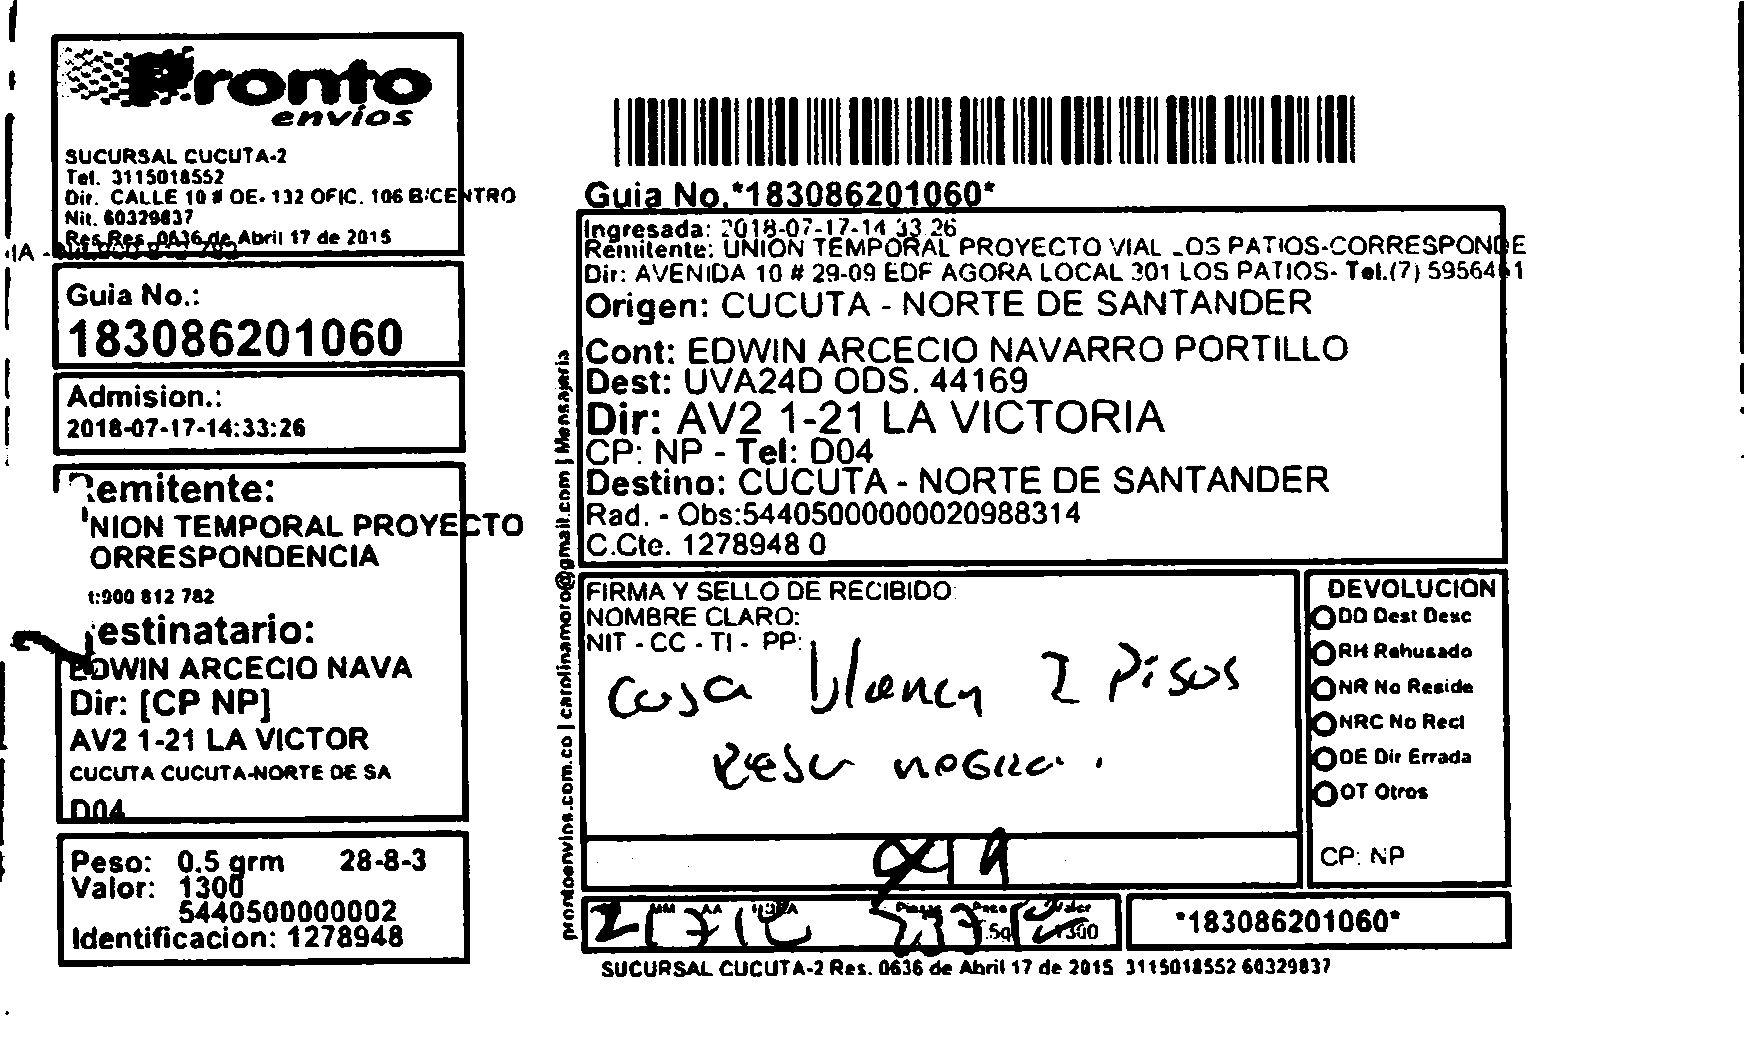 Pronto
envios
SUCURSAL CUCUTA-2
Tel. 3115018552
Dir. CALLE 10 # OE- 132 OFIC. 106 B/CENTRO
Nit. 60329837
Res Res 0636 de Abril 17 de 2015
Guia No.:
183086201060
Admision.:
2018-07-17-14:33:26
Remitente:
NION TEMPORAL PROYECTO
ORRESPONDENCIA
t:900 812 782
estinatario:
EDWIN ARCECIO NAVA
Dir: [CP NP]
AV2 1-21 LA VICTOR
CUCUTA CUCUTA-NORTE DE SA
D04
Peso: 0.5 grm 28-8-3
Valor: 1300
5440500000002
Identificacion: 1278948
prontoenvios.com.co | carolinamoro@gmail.com | Mensajeria
Guia No.*183086201060*
Ingresada: 2018-07-17-14 33 26
Remitente: UNION TEMPORAL PROYECTO VIAL LOS PATIOS-CORRESPONDE
Dir: AVENIDA 10 # 29-09 EDF AGORA LOCAL 301 LOS PATIOS- Tel.(7) 5956461
Origen: CUCUTA - NORTE DE SANTANDER
Cont: EDWIN ARCECIO NAVARRO PORTILLO
Dest: UVA24D ODS. 44169
Dir: AV2 1-21 LA VICTORIA
CP: NP - Tel: D04
Destino: CUCUTA - NORTE DE SANTANDER
Rad. - Obs:54405000000020988314
C.Cte. 1278948 0
FIRMA Y SELLO DE RECIBIDO
NOMBRE CLARO:
NIT - CC - TI - PP:
Casa blanca 2 Pisos
Reja negra.
DEVOLUCION
DD Dest Desc
RH Rehusado
NR No Reside
NRC No Recl
DE Dir Errada
OT Otros
CP: NP
MM AA HORA Peso Valor
1300
*183086201060*
SUCURSAL CUCUTA-2 Res. 0636 de Abril 17 de 2015 3115018552 60329837